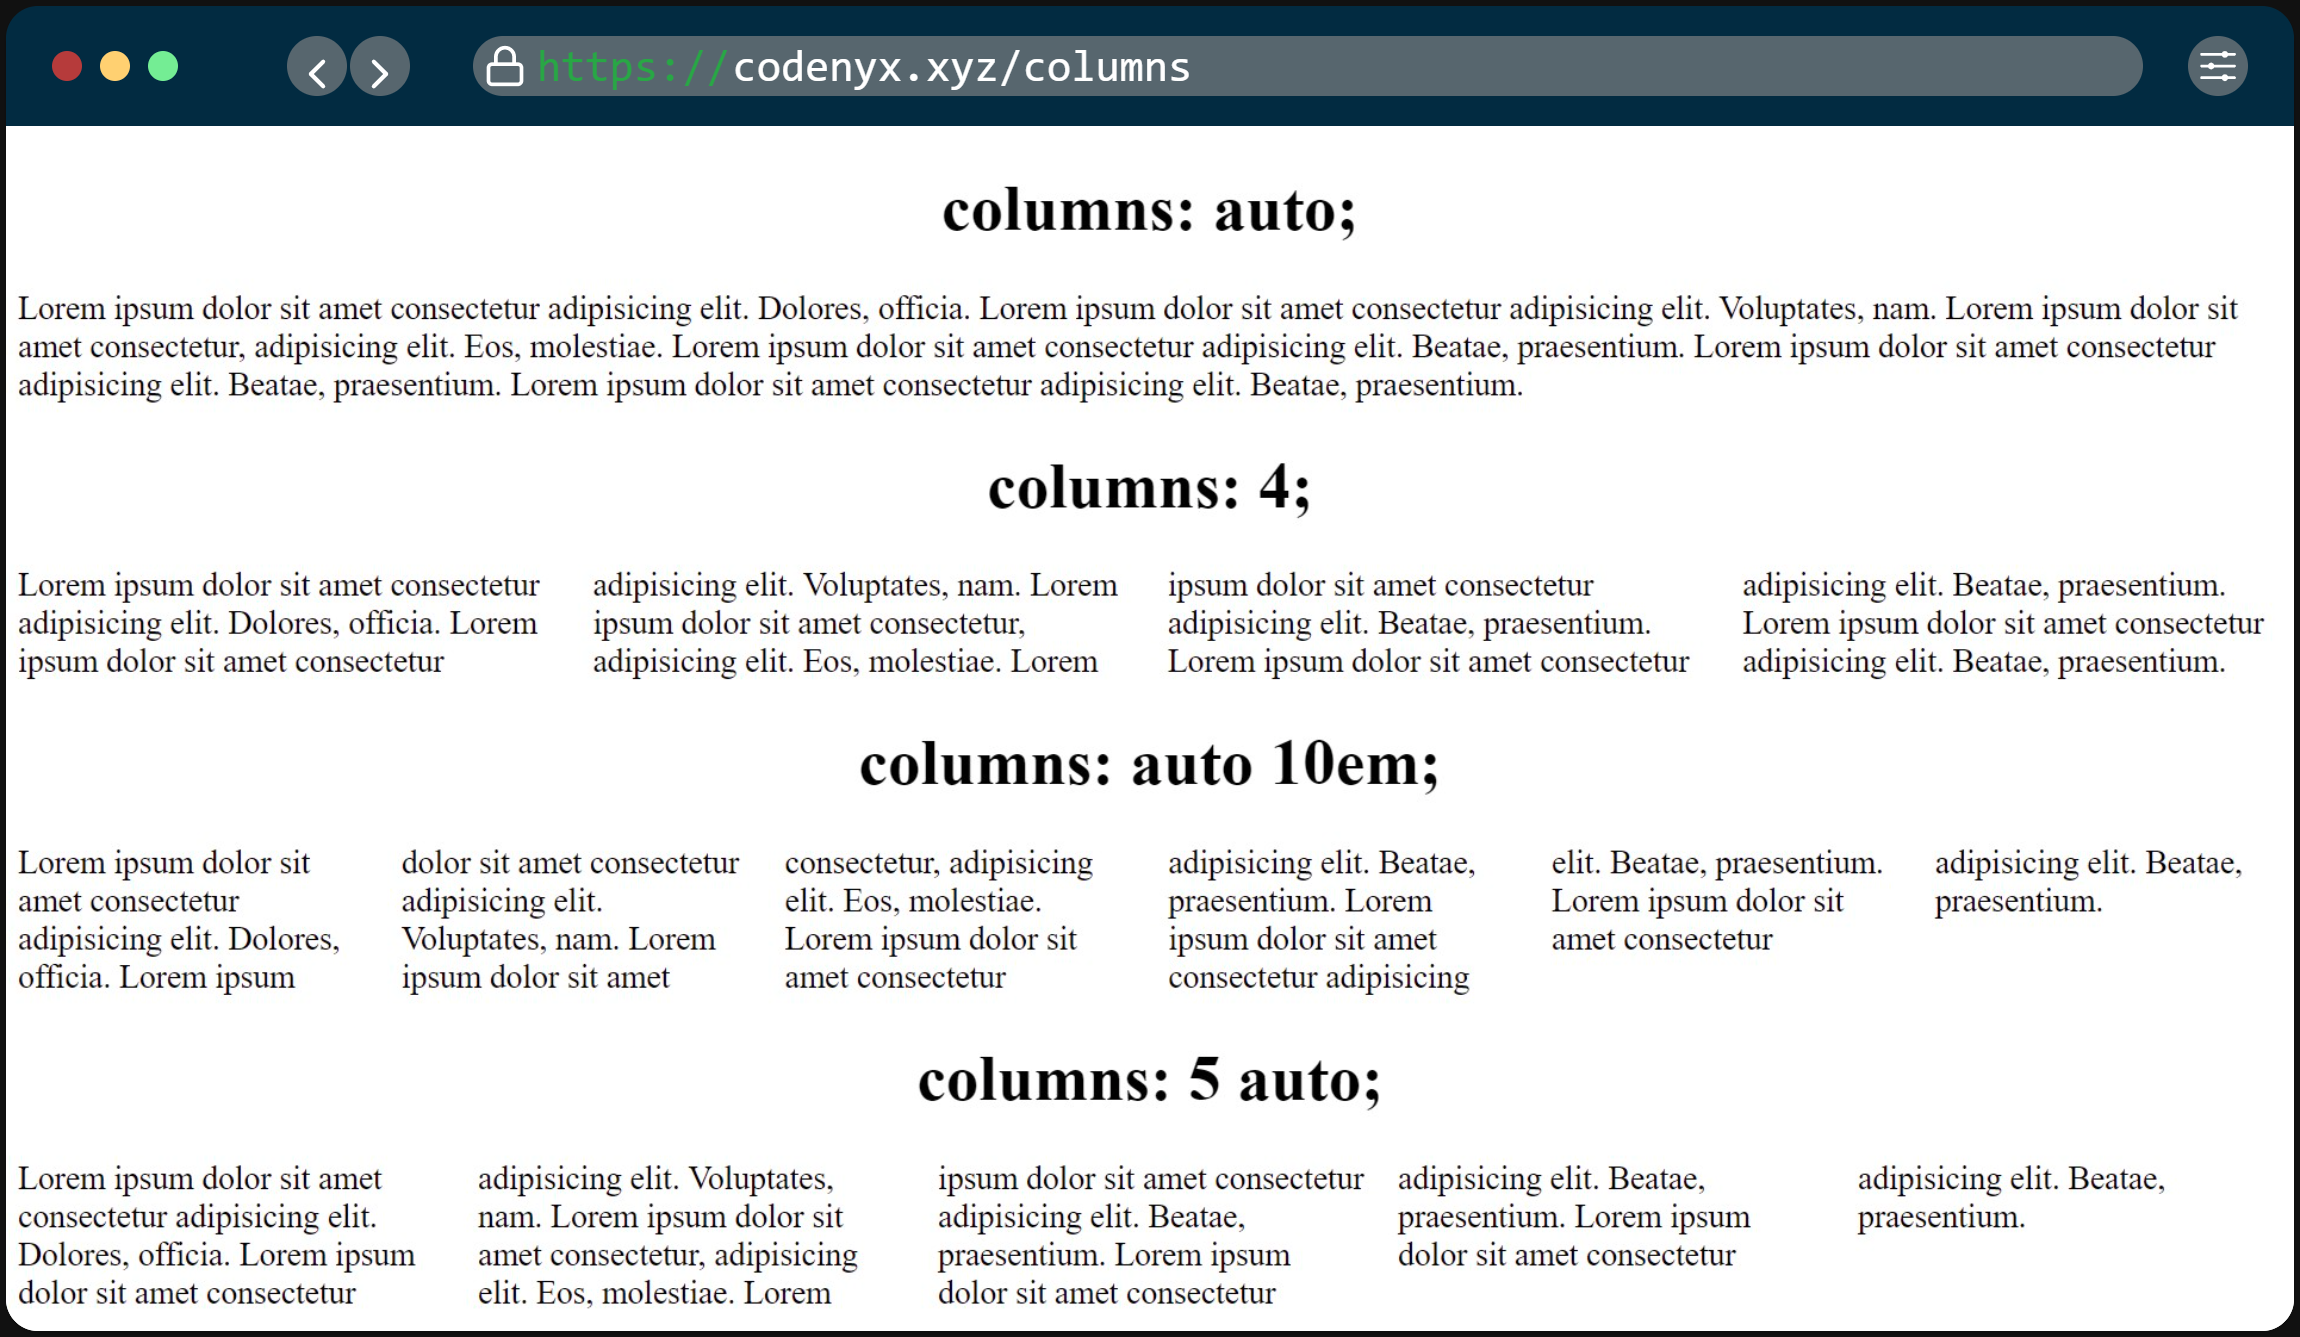 https://codenyx.xyz/columns
columns: auto;
Lorem ipsum dolor sit amet consectetur adipisicing elit. Dolores, officia. Lorem ipsum dolor sit amet consectetur adipisicing elit. Voluptates, nam. Lorem ipsum dolor sit
amet consectetur, adipisicing elit. Eos, molestiae. Lorem ipsum dolor sit amet consectetur adipisicing elit. Beatae, praesentium. Lorem ipsum dolor sit amet consectetur
adipisicing elit. Beatae, praesentium. Lorem ipsum dolor sit amet consectetur adipisicing elit. Beatae, praesentium.
columns: 4;
Lorem ipsum dolor sit amet consectetur
adipisicing elit. Dolores, officia. Lorem
ipsum dolor sit amet consectetur
adipisicing elit. Voluptates, nam. Lorem
ipsum dolor sit amet consectetur,
adipisicing elit. Eos, molestiae. Lorem
ipsum dolor sit amet consectetur
adipisicing elit. Beatae, praesentium.
Lorem ipsum dolor sit amet consectetur
adipisicing elit. Beatae, praesentium.
Lorem ipsum dolor sit amet consectetur
adipisicing elit. Beatae, praesentium.
columns: auto 10em;
Lorem ipsum dolor sit
amet consectetur
adipisicing elit. Dolores,
officia. Lorem ipsum
dolor sit amet consectetur
adipisicing elit.
Voluptates, nam. Lorem
ipsum dolor sit amet
consectetur, adipisicing
elit. Eos, molestiae.
Lorem ipsum dolor sit
amet consectetur
adipisicing elit. Beatae,
praesentium. Lorem
ipsum dolor sit amet
consectetur adipisicing
elit. Beatae, praesentium.
Lorem ipsum dolor sit
amet consectetur
adipisicing elit. Beatae,
praesentium.
columns: 5 auto;
Lorem ipsum dolor sit amet
consectetur adipisicing elit.
Dolores, officia. Lorem ipsum
dolor sit amet consectetur
adipisicing elit. Voluptates,
nam. Lorem ipsum dolor sit
amet consectetur, adipisicing
elit. Eos, molestiae. Lorem
ipsum dolor sit amet consectetur
adipisicing elit. Beatae,
praesentium. Lorem ipsum
dolor sit amet consectetur
adipisicing elit. Beatae,
praesentium. Lorem ipsum
dolor sit amet consectetur
adipisicing elit. Beatae,
praesentium.